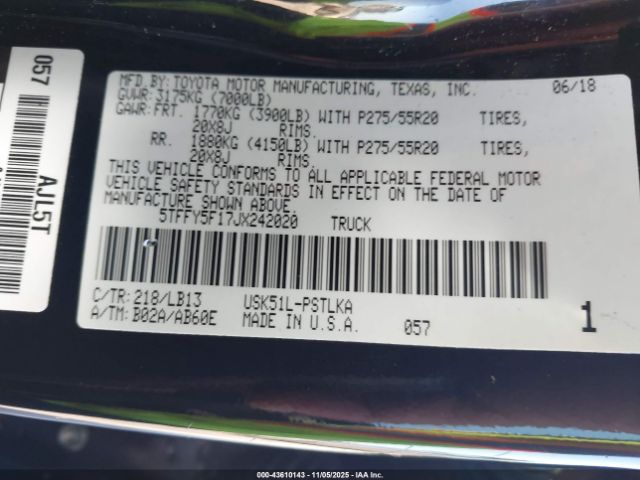 057
AJL5T
MFD.BY: TOYOTA MOTOR MANUFACTURING, TEXAS, INC. 06/18
GVWR:3175KG (7000LB)
GAWR:FRT. 1770KG (3900LB) WITH P275/55R20 TIRES,
20X8J RIMS.
RR. 1880KG (4150LB) WITH P275/55R20 TIRES,
20X8J RIMS.
THIS VEHICLE CONFORMS TO ALL APPLICABLE FEDERAL MOTOR
VEHICLE SAFETY STANDARDS IN EFFECT ON THE DATE OF
MANUFACTURE SHOWN ABOVE.
5TFFY5F17JX242020 TRUCK
C/TR:218/LB13 USK51L-PSTLKA
A/TM:B02A/AB60E MADE IN U.S.A. 057 1
000-43610143 - 11/05/2025 - IAAI.com